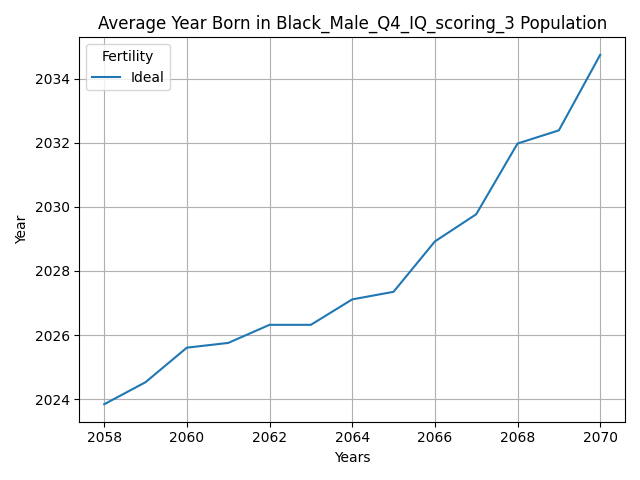 Average Year Born in Black_Male_Q4_IQ_scoring_3 Population
Fertility
Ideal
Year
2034
2032
2030
2028
2026
2024
2058 2060 2062 2064 2066 2068 2070
Years